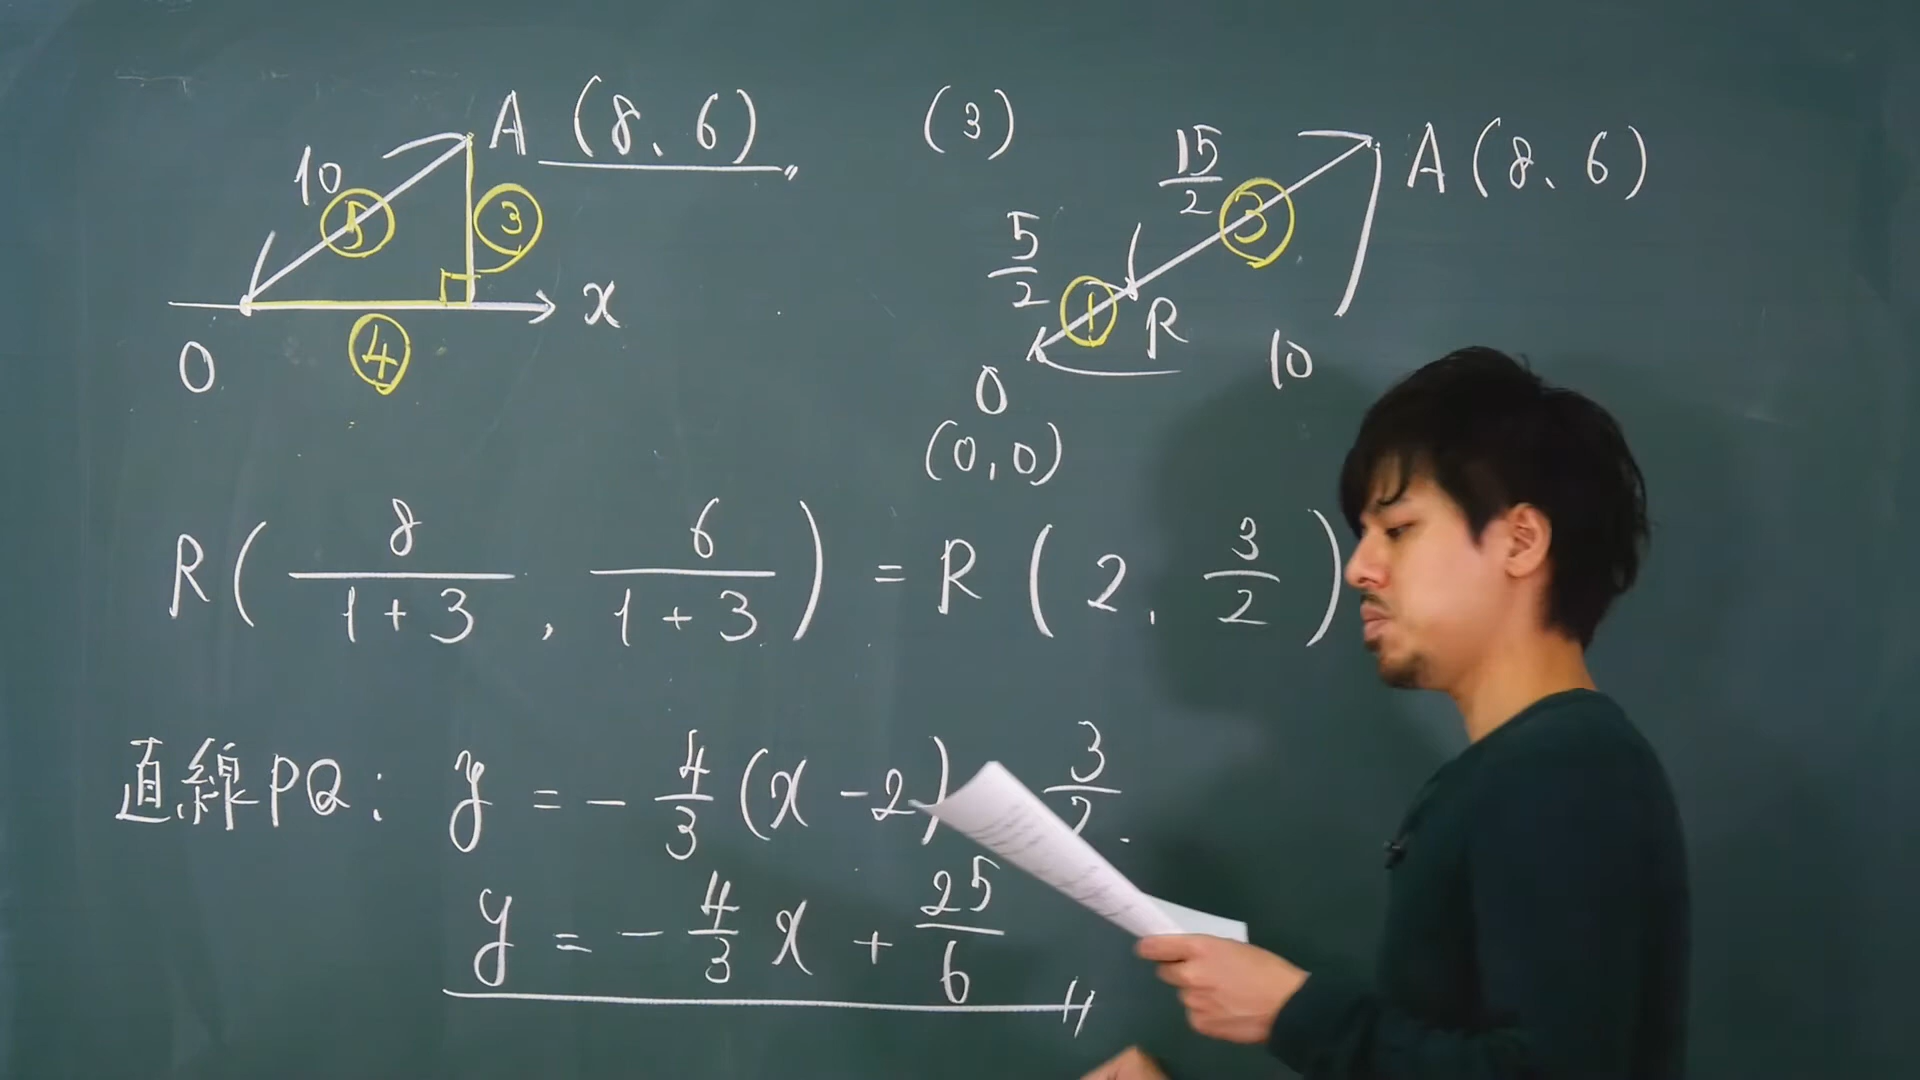 A (8、6)
10
⑤
③
x
O
④
(3)
15/2
③
A (8、6)
5/2
①
R
10
O
(0,0)
R( 8/(1+3) , 6/(1+3) ) = R ( 2, 3/2 )
直線PQ: y = -4/3 (x -2) 3/2
y = -4/3 x + 25/6